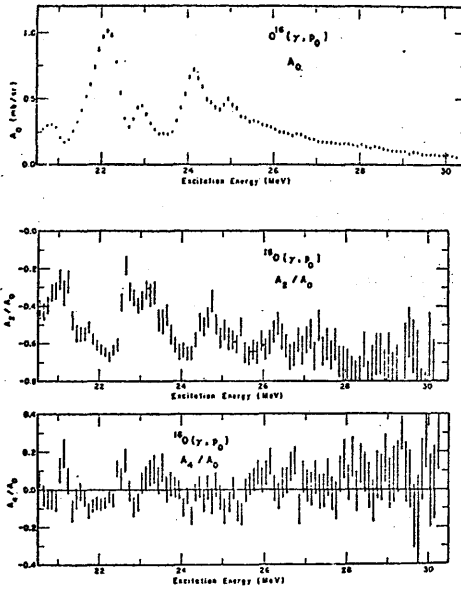 O¹⁶(γ,p₀)
A₀
1.0
0.5
0.0
A₀ (mb/sr)
22 24 26 28 30
Excitation Energy (MeV)
-0.0
-0.2
-0.4
-0.6
-0.8
A₂/A₀
¹⁶O(γ,p₀)
A₂/A₀
22 24 26 28 30
Excitation Energy (MeV)
0.4
0.2
0.0
-0.2
-0.4
A₄/A₀
¹⁶O(γ,p₀)
A₄/A₀
22 24 26 28 30
Excitation Energy (MeV)